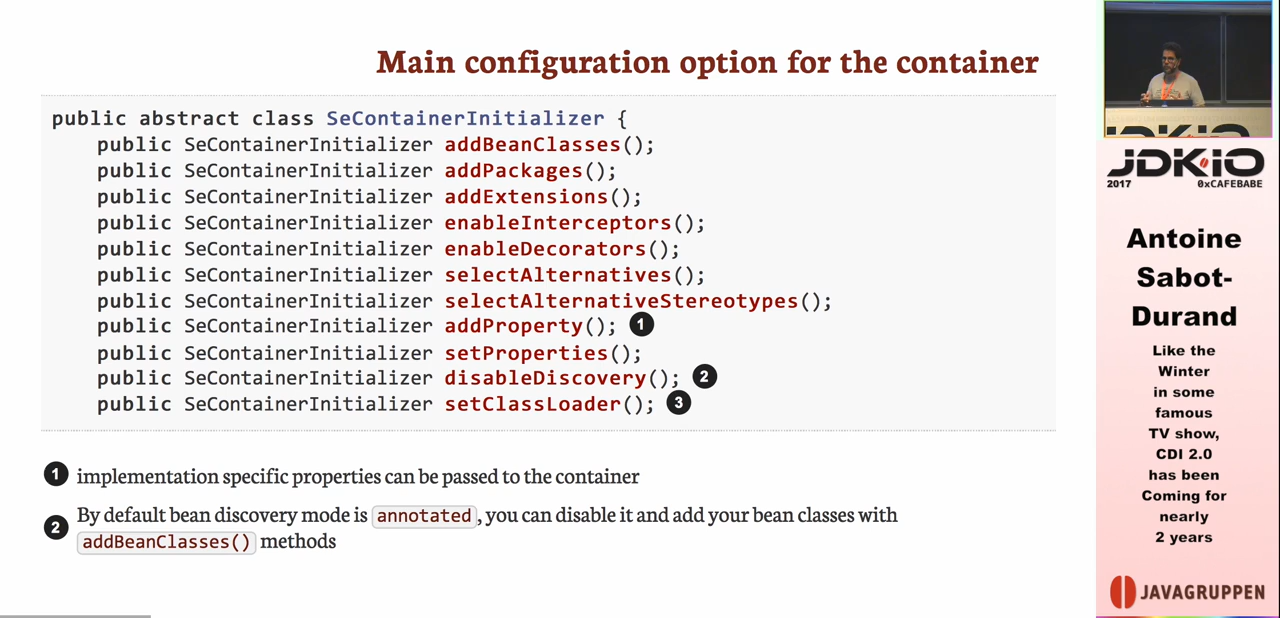 Main configuration option for the container
public abstract class SeContainerInitializer {
public SeContainerInitializer addBeanClasses();
public SeContainerInitializer addPackages();
public SeContainerInitializer addExtensions();
public SeContainerInitializer enableInterceptors();
public SeContainerInitializer enableDecorators();
public SeContainerInitializer selectAlternatives();
public SeContainerInitializer selectAlternativeStereotypes();
public SeContainerInitializer addProperty(); 1
public SeContainerInitializer setProperties();
public SeContainerInitializer disableDiscovery(); 2
public SeContainerInitializer setClassLoader(); 3
1 implementation specific properties can be passed to the container
2 By default bean discovery mode is annotated, you can disable it and add your bean classes with
addBeanClasses() methods
JDK.IO
JDK.IO
2017 0xCAFEBABE
Antoine
Sabot-
Durand
Like the
Winter
in some
famous
TV show,
CDI 2.0
has been
Coming for
nearly
2 years
JAVAGRUPPEN